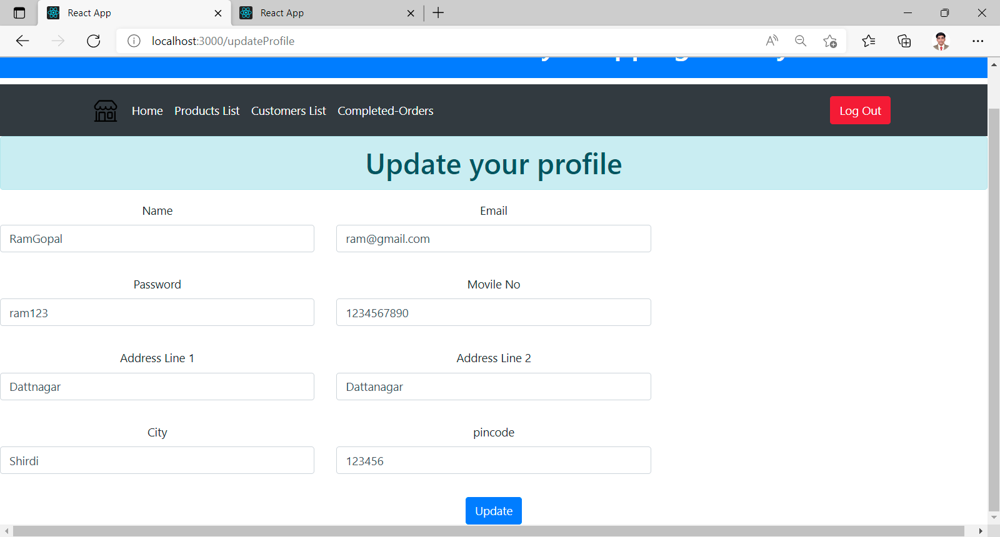 React App
React App
localhost:3000/updateProfile
Home Products List Customers List Completed-Orders Log Out
Update your profile
Name Email
RamGopal ram@gmail.com
Password Movile No
ram123 1234567890
Address Line 1 Address Line 2
Dattnagar Dattanagar
City pincode
Shirdi 123456
Update